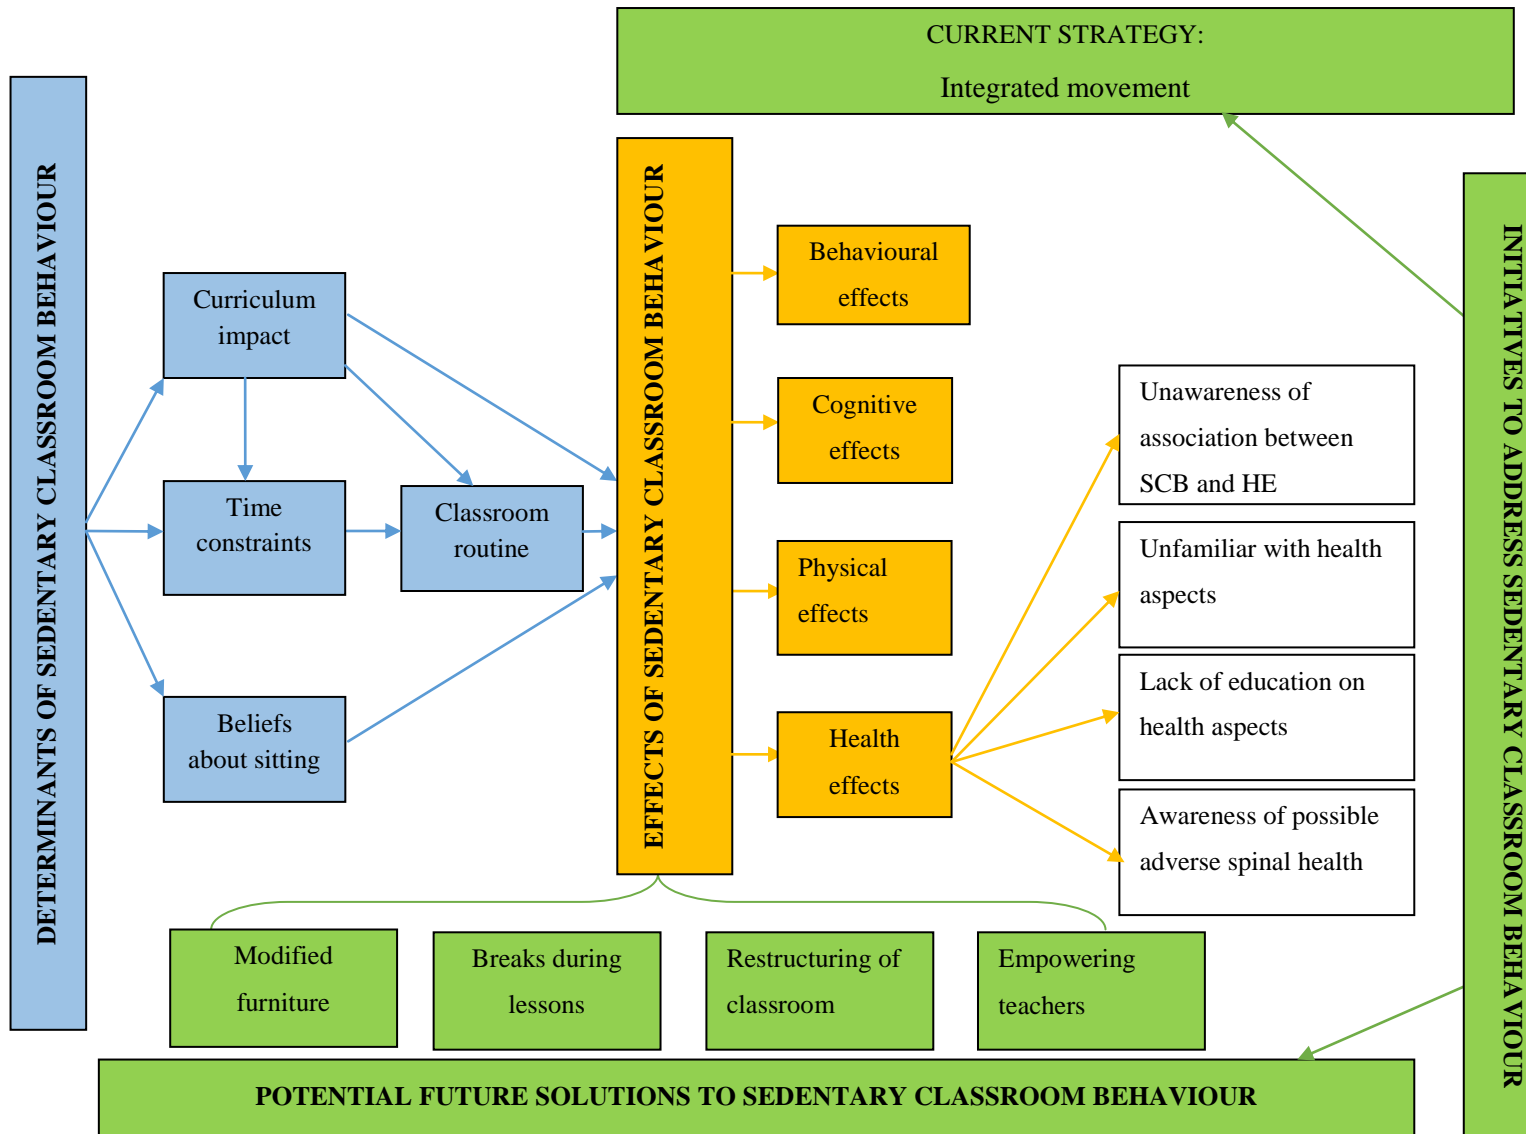 CURRENT STRATEGY:
Integrated movement
DETERMINANTS OF SEDENTARY CLASSROOM BEHAVIOUR
Curriculum
impact
Time
constraints
Classroom
routine
Beliefs
about sitting
EFFECTS OF SEDENTARY CLASSROOM BEHAVIOUR
Behavioural
effects
Cognitive
effects
Physical
effects
Health
effects
Unawareness of
association between
SCB and HE
Unfamiliar with health
aspects
Lack of education on
health aspects
Awareness of possible
adverse spinal health
INITIATIVES TO ADDRESS SEDENTARY CLASSROOM BEHAVIOUR
Modified
furniture
Breaks during
lessons
Restructuring of
classroom
Empowering
teachers
POTENTIAL FUTURE SOLUTIONS TO SEDENTARY CLASSROOM BEHAVIOUR